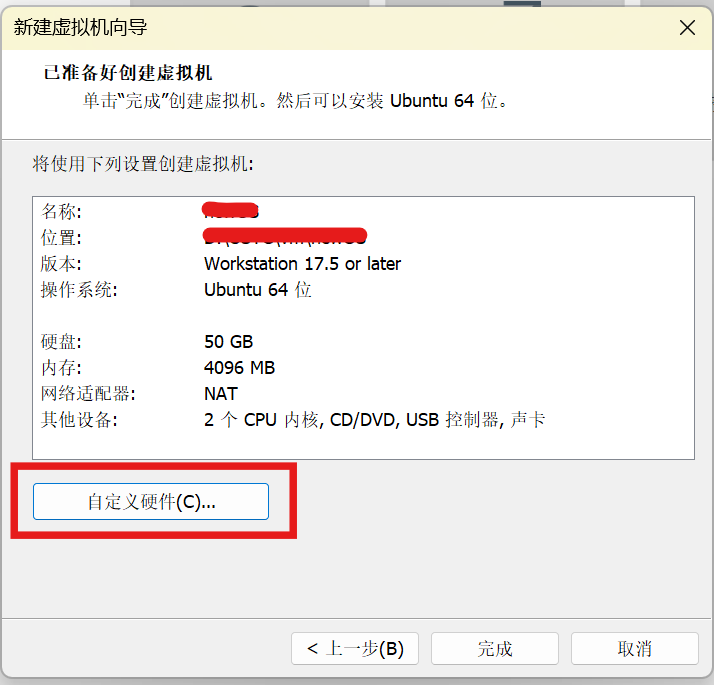 新建虚拟机向导
已准备好创建虚拟机
单击“完成”创建虚拟机。然后可以安装 Ubuntu 64 位。
将使用下列设置创建虚拟机:
名称:
位置:
版本: Workstation 17.5 or later
操作系统: Ubuntu 64 位
硬盘: 50 GB
内存: 4096 MB
网络适配器: NAT
其他设备: 2 个 CPU 内核, CD/DVD, USB 控制器, 声卡
自定义硬件(C)...
< 上一步(B) 完成 取消